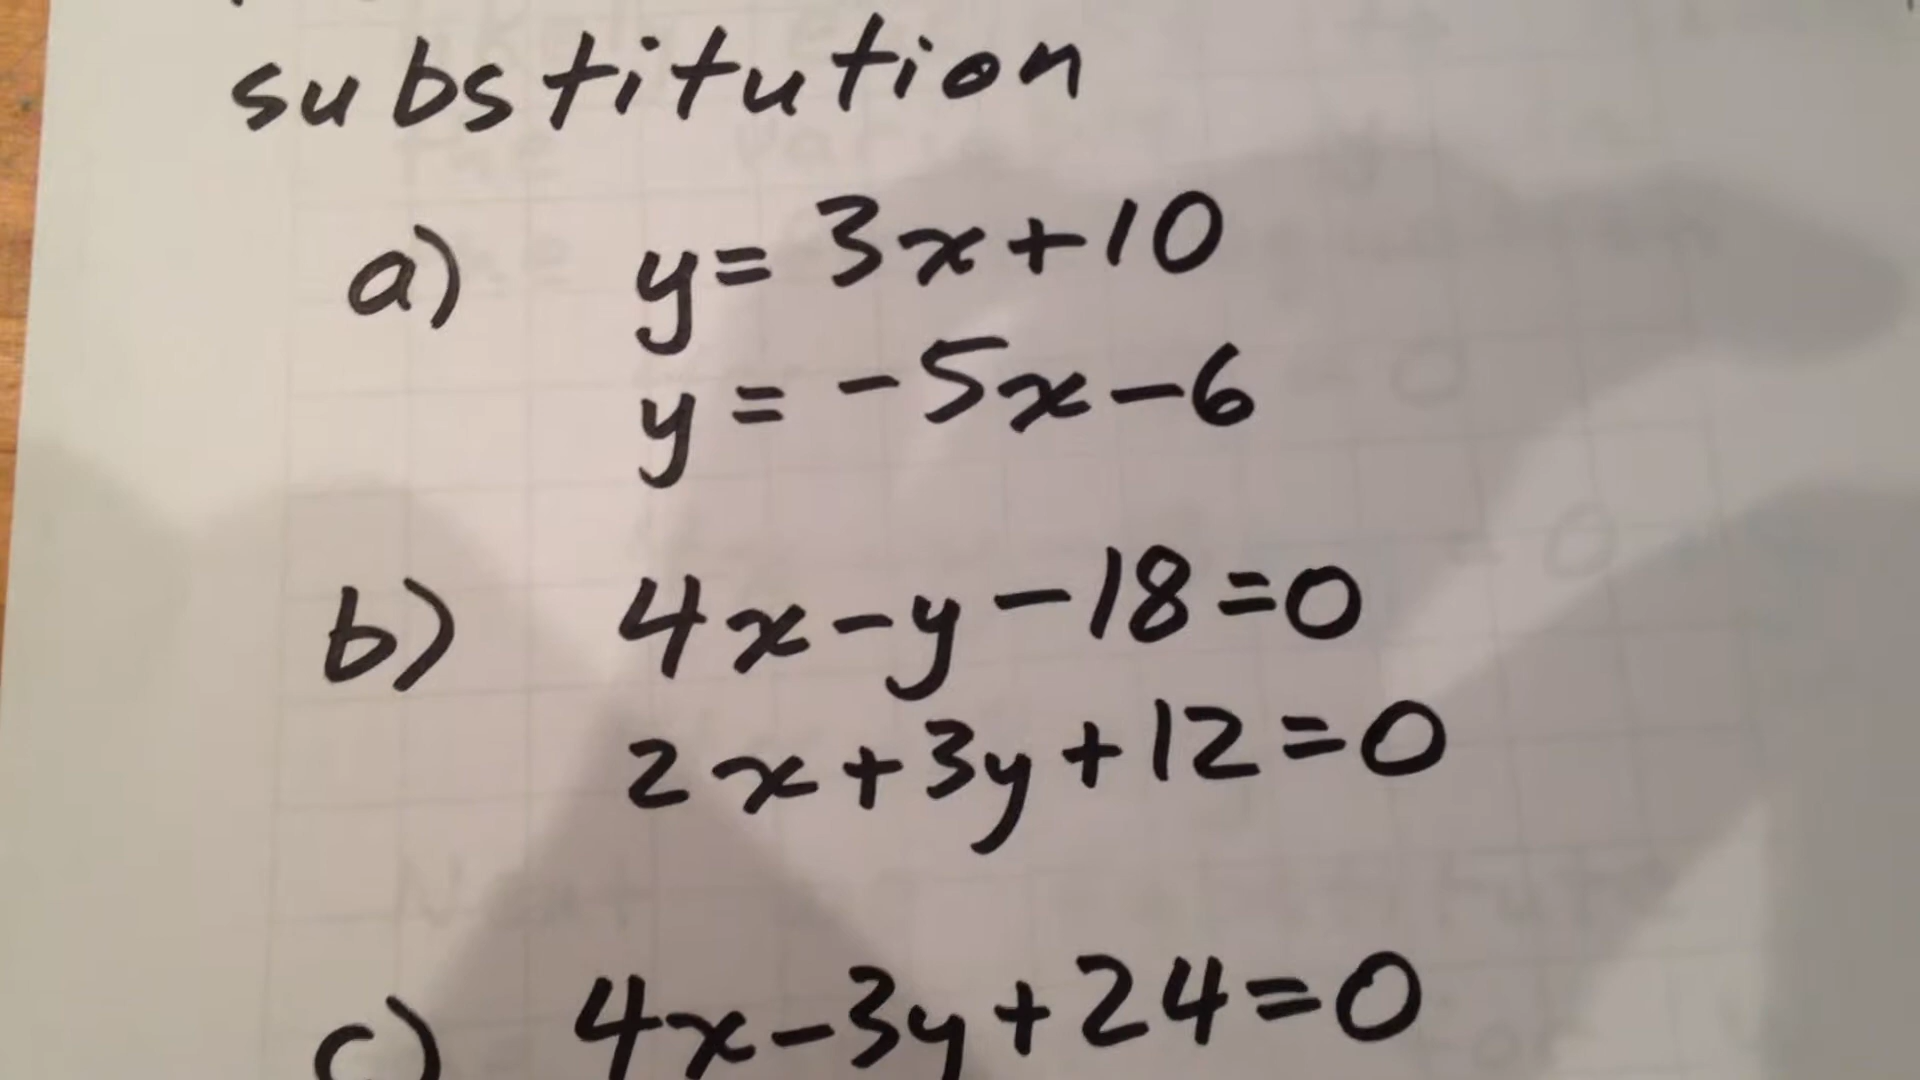 substitution
a) y = 3x + 10
y = -5x - 6
b) 4x - y - 18 = 0
2x + 3y + 12 = 0
c) 4x - 3y + 24 = 0